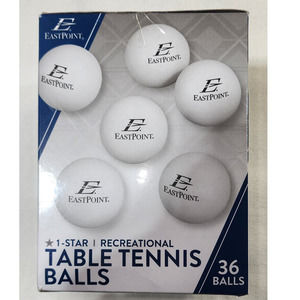 EASTPOINT.
EASTPOINT.
EASTPOINT.
EASTPOINT.
EASTPOINT.
EASTPOINT.
EASTPOINT.
★ 1-STAR | RECREATIONAL
TABLE TENNIS
BALLS
36
BALLS